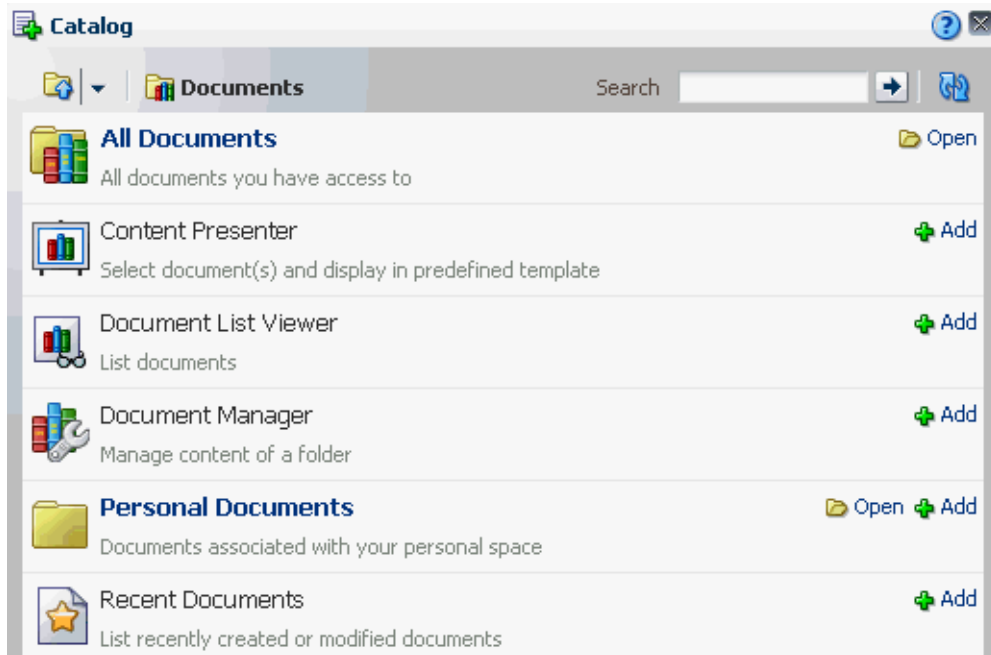 Catalog
Documents Search
All Documents Open
All documents you have access to
Content Presenter Add
Select document(s) and display in predefined template
Document List Viewer Add
List documents
Document Manager Add
Manage content of a folder
Personal Documents Open Add
Documents associated with your personal space
Recent Documents Add
List recently created or modified documents